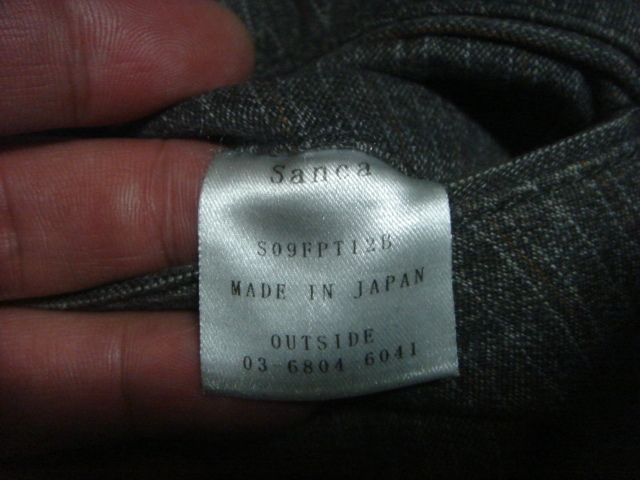 Sanca
S09FPT12B
MADE IN JAPAN
OUTSIDE
03-6804-6041